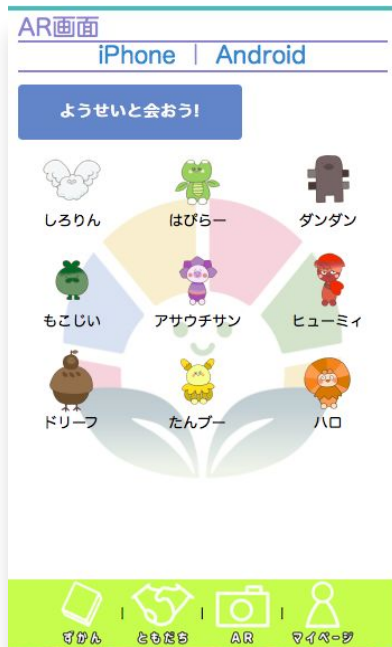 AR画面
iPhone | Android
ようせいと会おう!
しろりん はぴらー ダンダン
もこじい アサウチサン ヒューミィ
ドリーフ たんプー ハロ
ずかん | ともだち | AR | マイページ